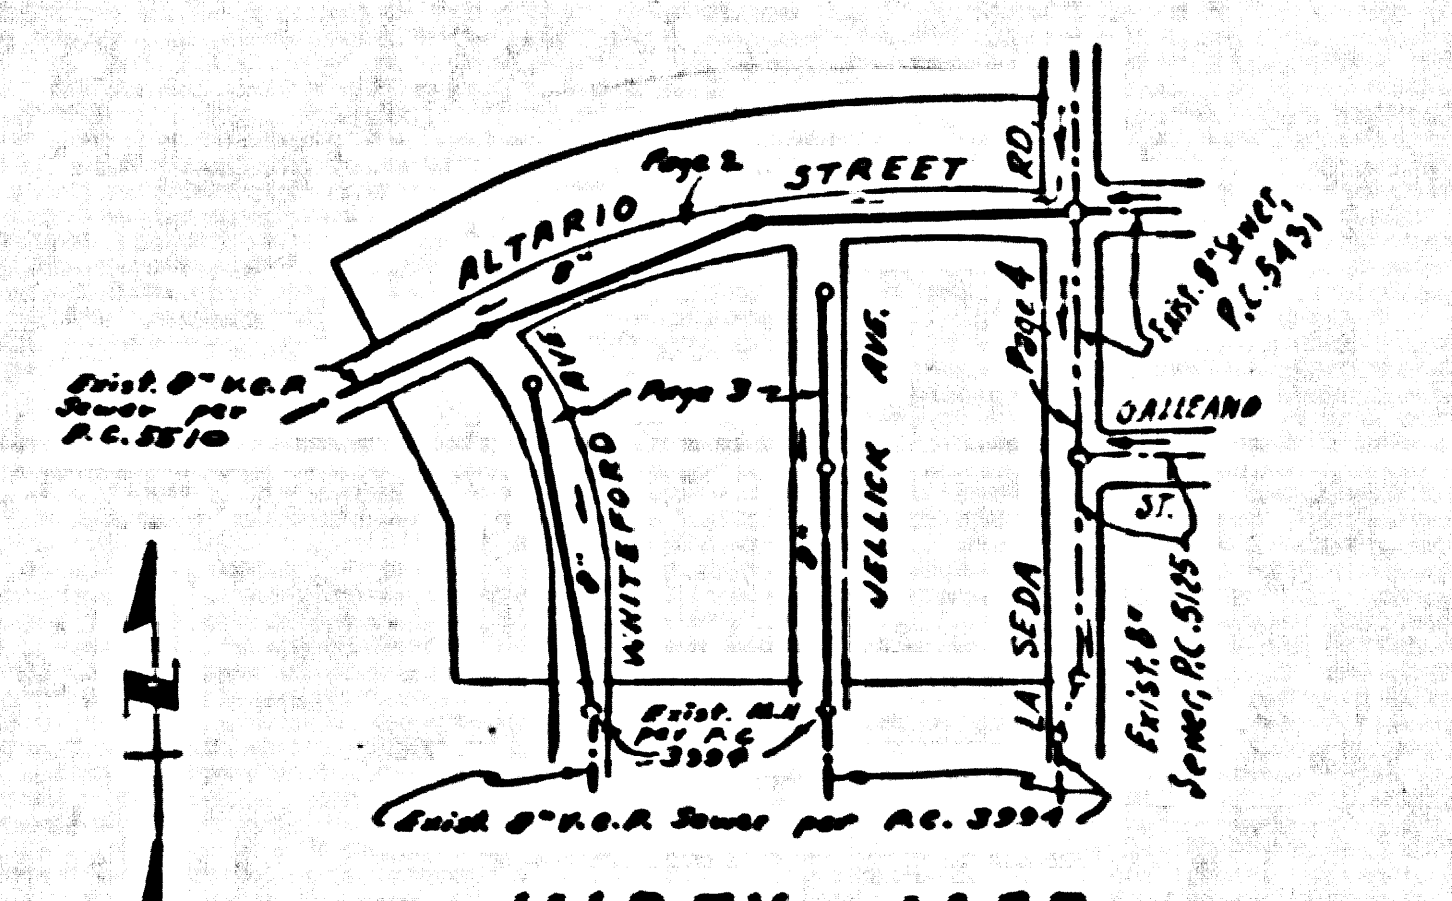 Page 2
ALTARIO STREET
RD.
8"
Exist. 8" Sewer,
P.C. 5431
Page 4
AVE
AVE.
Exist. 8" V.C.P.
Sewer per
P.C. 5510
Page 3
GALLEANO
ST.
WHITEFORD
8"
JELLICK
8"
LA SEDA
Exist. 8"
Sewer, P.C. 5125
Exist. M.H
per P.C
3994
Exist. 8" V.C.P. Sewer per P.C. 3994